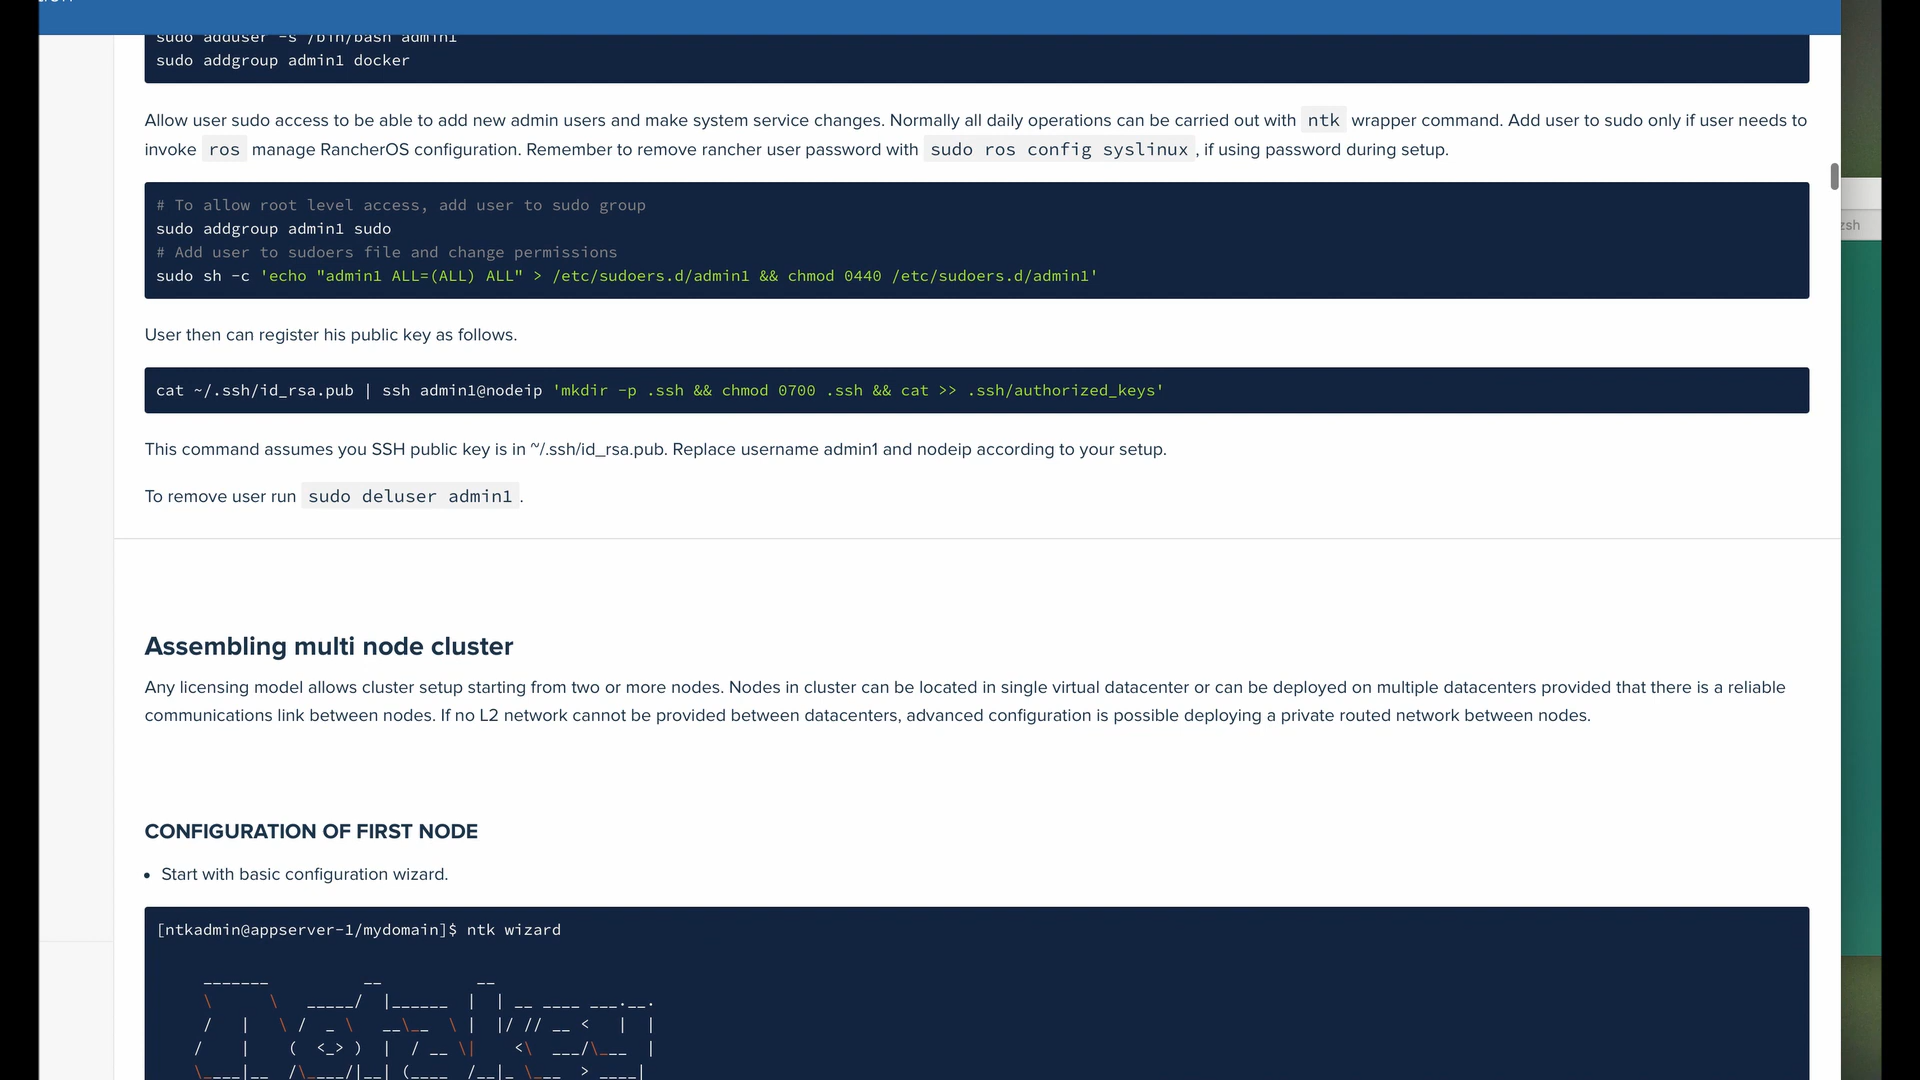 sudo adduser -s /bin/bash admin1
sudo addgroup admin1 docker
Allow user sudo access to be able to add new admin users and make system service changes. Normally all daily operations can be carried out with ntk wrapper command. Add user to sudo only if user needs to
invoke ros manage RancherOS configuration. Remember to remove rancher user password with sudo ros config syslinux, if using password during setup.
# To allow root level access, add user to sudo group
sudo addgroup admin1 sudo
# Add user to sudoers file and change permissions
sudo sh -c 'echo "admin1 ALL=(ALL) ALL" > /etc/sudoers.d/admin1 && chmod 0440 /etc/sudoers.d/admin1'
zsh
User then can register his public key as follows.
cat ~/.ssh/id_rsa.pub | ssh admin1@nodeip 'mkdir -p .ssh && chmod 0700 .ssh && cat >> .ssh/authorized_keys'
This command assumes you SSH public key is in ~/.ssh/id_rsa.pub. Replace username admin1 and nodeip according to your setup.
To remove user run sudo deluser admin1.
Assembling multi node cluster
Any licensing model allows cluster setup starting from two or more nodes. Nodes in cluster can be located in single virtual datacenter or can be deployed on multiple datacenters provided that there is a reliable
communications link between nodes. If no L2 network cannot be provided between datacenters, advanced configuration is possible deploying a private routed network between nodes.
CONFIGURATION OF FIRST NODE
• Start with basic configuration wizard.
[ntkadmin@appserver-1/mydomain]$ ntk wizard